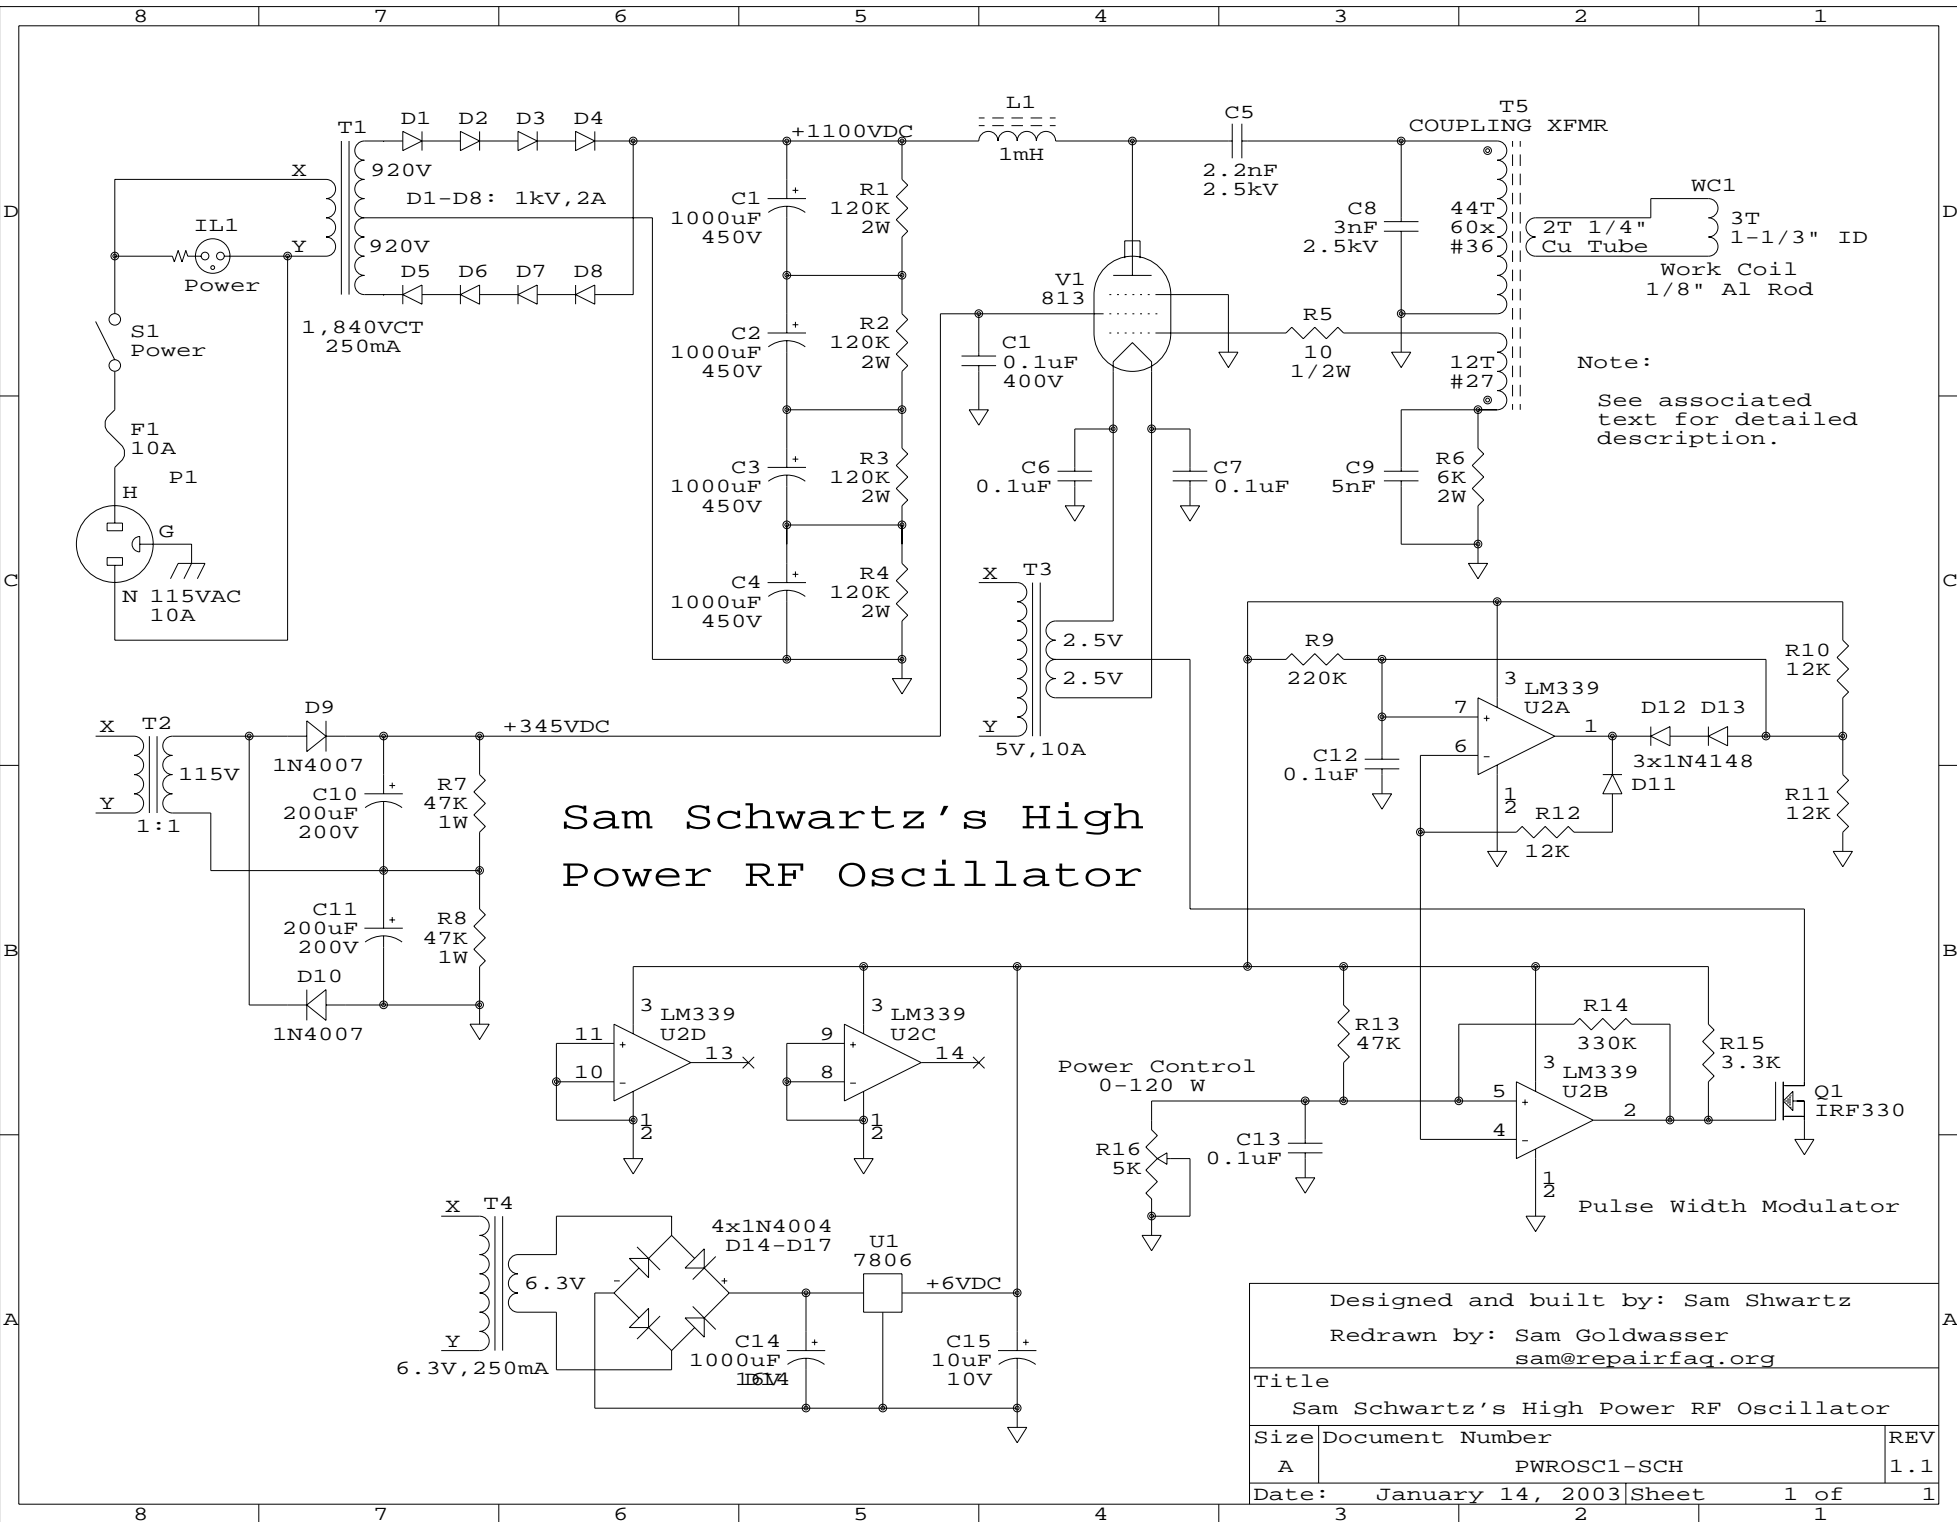 8 7 6 5 4 3 2 1
D
C
B
A
D
C
B
A
T1
X
Y
920V
920V
1,840VCT
250mA
D1 D2 D3 D4
D1-D8: 1kV,2A
D5 D6 D7 D8
IL1
Power
S1
Power
F1
10A
P1
H
G
N 115VAC
10A
+1100VDC
C1
1000uF
450V
R1
120K
2W
C2
1000uF
450V
R2
120K
2W
C3
1000uF
450V
R3
120K
2W
C4
1000uF
450V
R4
120K
2W
L1
1mH
C5
2.2nF
2.5kV
T5
COUPLING XFMR
C8
3nF
2.5kV
44T
60x
#36
2T 1/4"
Cu Tube
WC1
3T
1-1/3" ID
Work Coil
1/8" Al Rod
V1
813
C1
0.1uF
400V
R5
10
1/2W
12T
#27
Note:
See associated
text for detailed
description.
C6
0.1uF
C7
0.1uF
C9
5nF
R6
6K
2W
X
T3
Y
2.5V
2.5V
5V,10A
X
T2
Y
115V
1:1
D9
1N4007
+345VDC
C10
200uF
200V
R7
47K
1W
C11
200uF
200V
R8
47K
1W
D10
1N4007
Sam Schwartz's High
Power RF Oscillator
R9
220K
C12
0.1uF
3
LM339
U2A
7
+
6
-
1
1
2
D12 D13
3x1N4148
D11
R12
12K
R10
12K
R11
12K
3
LM339
U2D
11
+
10
-
13
1
2
3
LM339
U2C
9
+
8
-
14
1
2
Power Control
0-120 W
R16
5K
C13
0.1uF
R13
47K
R14
330K
3
LM339
U2B
5
+
4
-
2
1
2
R15
3.3K
Q1
IRF330
Pulse Width Modulator
X
T4
Y
6.3V
6.3V,250mA
4x1N4004
D14-D17
-
+
U1
7806
+6VDC
C14
1000uF
C15
10uF
10V
Designed and built by: Sam Shwartz
Redrawn by: Sam Goldwasser
sam@repairfaq.org
Title
Sam Schwartz's High Power RF Oscillator
Size Document Number REV
A PWROSC1-SCH 1.1
Date: January 14, 2003 Sheet 1 of 1
8 7 6 5 4 3 2 1